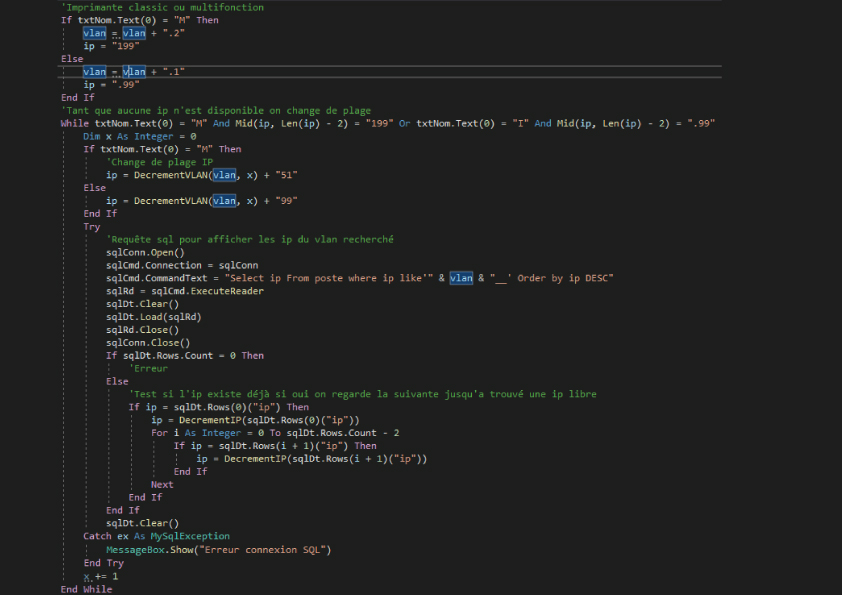 'Imprimante classic ou multifonction
If txtNom.Text(0) = "M" Then
vlan = vlan + ".2"
ip = "199"
Else
vlan = vlan + ".1"
ip = ".99"
End If
'Tant que aucune ip n'est disponible on change de plage
While txtNom.Text(0) = "M" And Mid(ip, Len(ip) - 2) = "199" Or txtNom.Text(0) = "I" And Mid(ip, Len(ip) - 2) = ".99"
Dim x As Integer = 0
If txtNom.Text(0) = "M" Then
'Change de plage IP
ip = DecrementVLAN(vlan, x) + "51"
Else
ip = DecrementVLAN(vlan, x) + "99"
End If
Try
'Requête sql pour afficher les ip du vlan recherché
sqlConn.Open()
sqlCmd.Connection = sqlConn
sqlCmd.CommandText = "Select ip From poste where ip like'" & vlan & "__' Order by ip DESC"
sqlRd = sqlCmd.ExecuteReader
sqlDt.Clear()
sqlDt.Load(sqlRd)
sqlRd.Close()
sqlConn.Close()
If sqlDt.Rows.Count = 0 Then
'Erreur
Else
'Test si l'ip existe déjà si oui on regarde la suivante jusqu'a trouvé une ip libre
If ip = sqlDt.Rows(0)("ip") Then
ip = DecrementIP(sqlDt.Rows(0)("ip"))
For i As Integer = 0 To sqlDt.Rows.Count - 2
If ip = sqlDt.Rows(i + 1)("ip") Then
ip = DecrementIP(sqlDt.Rows(i + 1)("ip"))
End If
Next
End If
End If
sqlDt.Clear()
Catch ex As MySqlException
MessageBox.Show("Erreur connexion SQL")
End Try
x += 1
End While